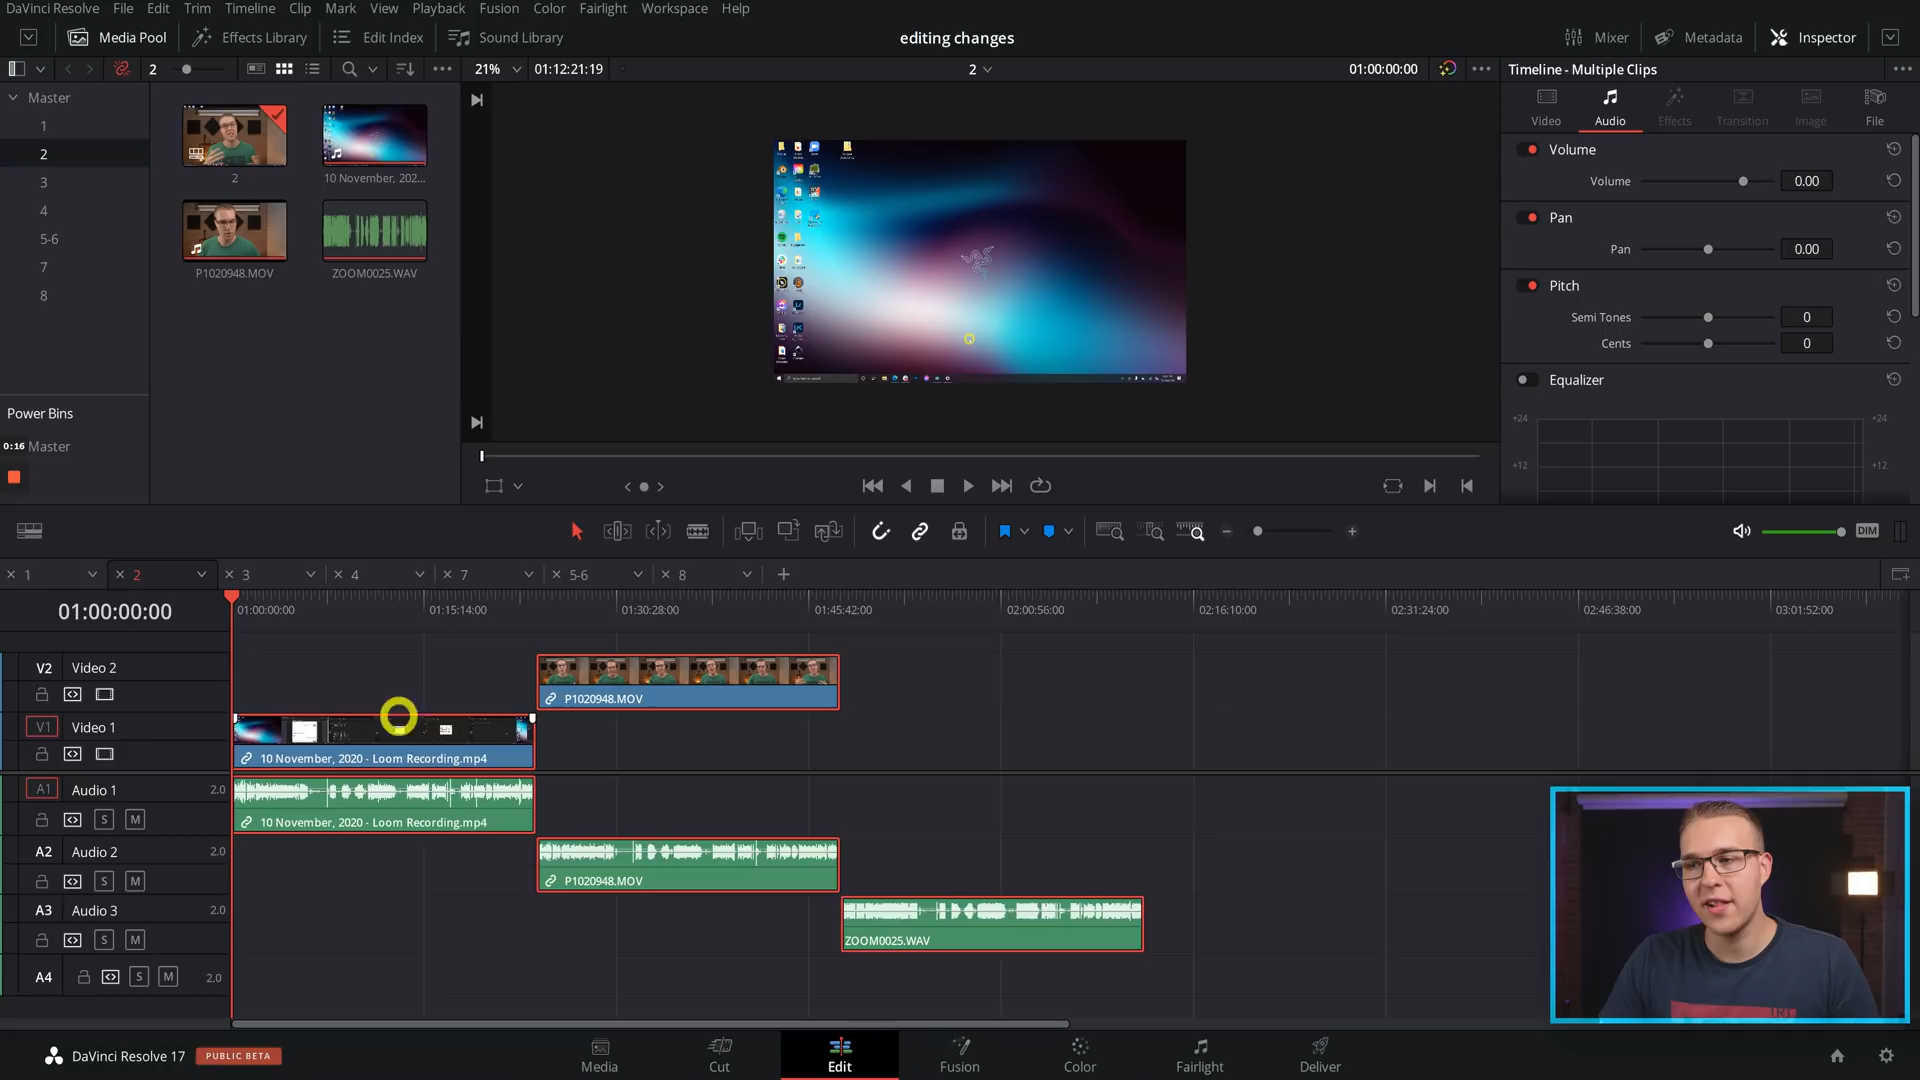 DaVinci Resolve File Edit Trim Timeline Clip Mark View Playback Fusion Color Fairlight Workspace Help
Media Pool Effects Library Edit Index Sound Library editing changes Mixer Metadata Inspector
2 21% 01:12:21:19 2 01:00:00:00 Timeline - Multiple Clips
Master
1
2
3
4
5-6
7
8
2
10 November, 202...
P1020948.MOV
ZOOM0025.WAV
Power Bins
0:16 Master
Video Audio Effects Transition Image File
Volume
Volume 0.00
Pan
Pan 0.00
Pitch
Semi Tones 0
Cents 0
Equalizer
+24 +24
+12 +12
DIM
1 2 3 4 7 5-6 8
01:00:00:00
01:00:00:00 01:15:14:00 01:30:28:00 01:45:42:00 02:00:56:00 02:16:10:00 02:31:24:00 02:46:38:00 03:01:52:00
V2 Video 2
P1020948.MOV
V1 Video 1
10 November, 2020 - Loom Recording.mp4
A1 Audio 1 2.0
S M
10 November, 2020 - Loom Recording.mp4
A2 Audio 2 2.0
S M
P1020948.MOV
A3 Audio 3 2.0
S M
ZOOM0025.WAV
A4 S M 2.0
DaVinci Resolve 17 PUBLIC BETA
Media Cut Edit Fusion Color Fairlight Deliver